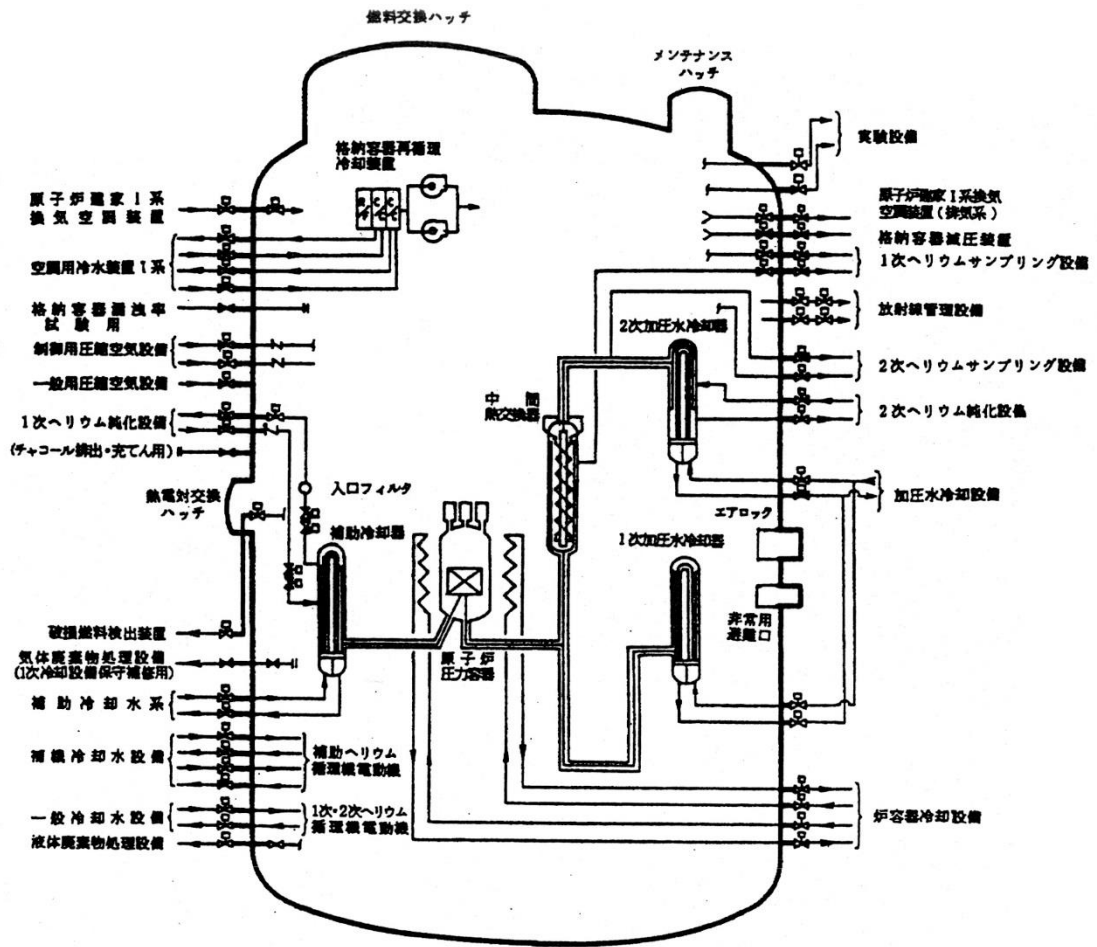 燃料交換ハッチ
メンテナンス
ハッチ
実験設備
格納容器再循環
冷却装置
原子炉建家Ⅰ系
換気空調装置
原子炉建家Ⅰ系換気
空調装置(排気系)
格納容器減圧装置
空調用冷水装置Ⅰ系
1次ヘリウムサンプリング設備
格納容器漏洩率
試験用
放射線管理設備
2次加圧水冷却器
制御用圧縮空気設備
2次ヘリウムサンプリング設備
一般用圧縮空気設備
中間
熱交換器
2次ヘリウム純化設備
1次ヘリウム純化設備
(チャコール排出・充てん用)
熱電対交換
ハッチ
入口フィルタ
加圧水冷却設備
エアロック
補助冷却器
1次加圧水冷却器
破損燃料検出装置
非常用
避難口
気体廃棄物処理設備
(1次冷却設備保守補修用)
原子炉
圧力容器
補助冷却水系
補機冷却水設備
補助ヘリウム
循環機電動機
一般冷却水設備
1次・2次ヘリウム
循環機電動機
炉容器冷却設備
液体廃棄物処理設備